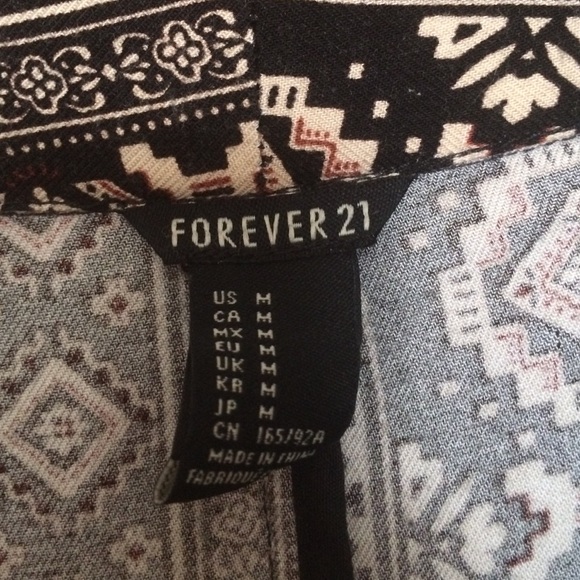 FOREVER 21
US M
CA M
MX M
EU M
UK M
KR M
JP M
CN 165/92A
MADE IN CHINA